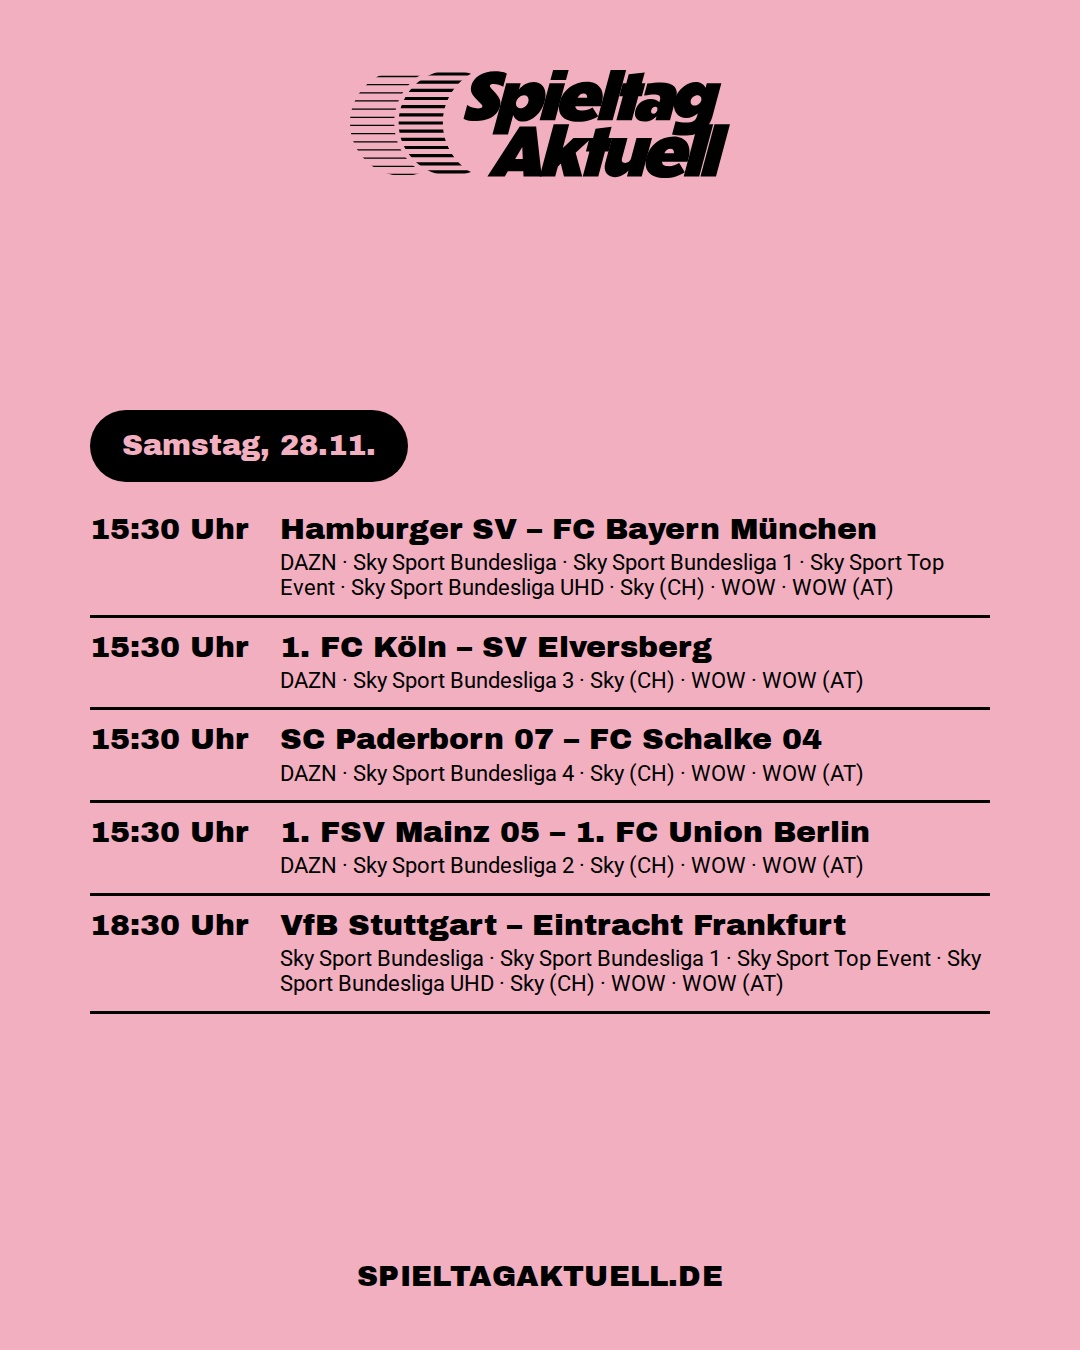 Spieltag
Aktuell
Samstag, 28.11.
15:30 Uhr Hamburger SV – FC Bayern München
DAZN · Sky Sport Bundesliga · Sky Sport Bundesliga 1 · Sky Sport Top
Event · Sky Sport Bundesliga UHD · Sky (CH) · WOW · WOW (AT)
15:30 Uhr 1. FC Köln – SV Elversberg
DAZN · Sky Sport Bundesliga 3 · Sky (CH) · WOW · WOW (AT)
15:30 Uhr SC Paderborn 07 – FC Schalke 04
DAZN · Sky Sport Bundesliga 4 · Sky (CH) · WOW · WOW (AT)
15:30 Uhr 1. FSV Mainz 05 – 1. FC Union Berlin
DAZN · Sky Sport Bundesliga 2 · Sky (CH) · WOW · WOW (AT)
18:30 Uhr VfB Stuttgart – Eintracht Frankfurt
Sky Sport Bundesliga · Sky Sport Bundesliga 1 · Sky Sport Top Event · Sky
Sport Bundesliga UHD · Sky (CH) · WOW · WOW (AT)
SPIELTAGAKTUELL.DE